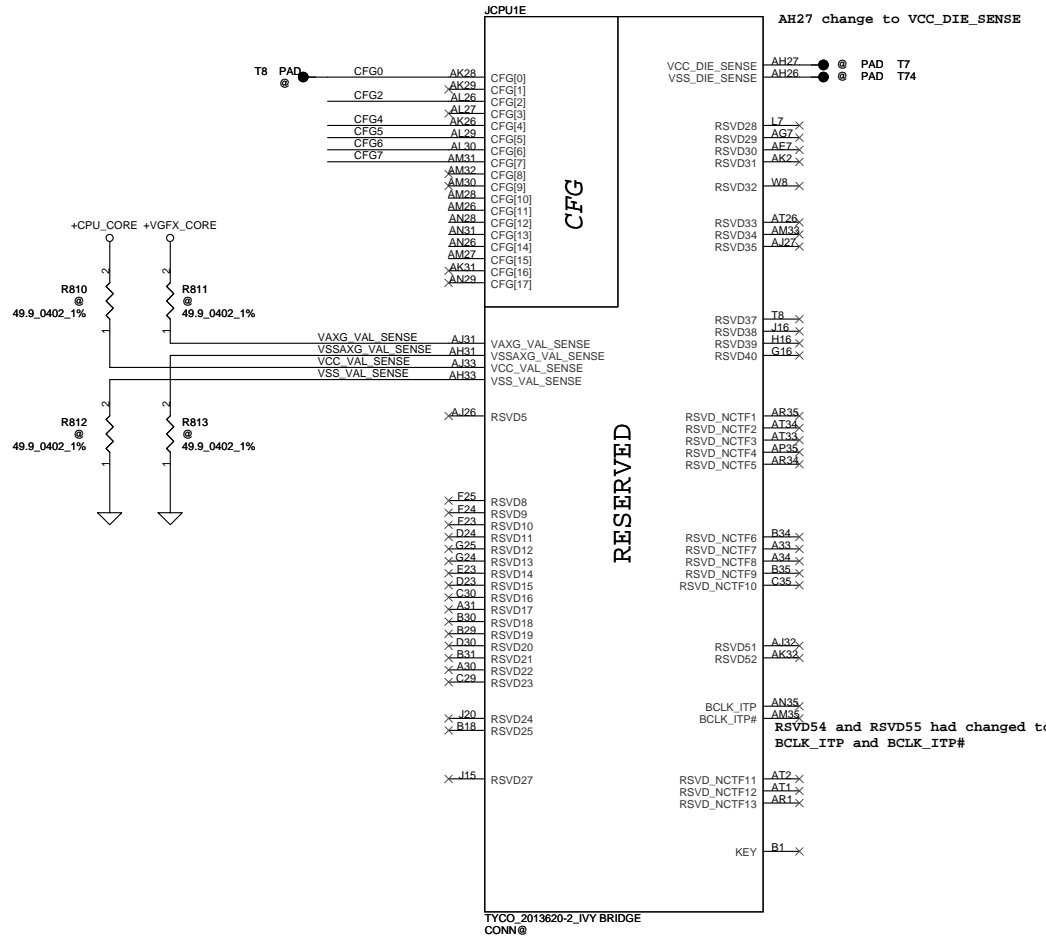 JCPU1E
AH27 change to VCC_DIE_SENSE
T8 PAD
@
CFG0 AK28 CFG[0]
AK29 CFG[1]
CFG2 AL26 CFG[2]
AL27 CFG[3]
CFG4 AK26 CFG[4]
CFG5 AL29 CFG[5]
CFG6 AL30 CFG[6]
CFG7 AM31 CFG[7]
AM32 CFG[8]
AM30 CFG[9]
AM28 CFG[10]
AM26 CFG[11]
AN28 CFG[12]
AN31 CFG[13]
AN26 CFG[14]
AM27 CFG[15]
AK31 CFG[16]
AN29 CFG[17]
CFG
+CPU_CORE +VGFX_CORE
2
2
R810
@
49.9_0402_1%
1
R811
@
49.9_0402_1%
1
VAXG_VAL_SENSE AJ31 VAXG_VAL_SENSE
VSSAXG_VAL_SENSE AH31 VSSAXG_VAL_SENSE
VCC_VAL_SENSE AJ33 VCC_VAL_SENSE
VSS_VAL_SENSE AH33 VSS_VAL_SENSE
2
2
R812
@
49.9_0402_1%
1
R813
@
49.9_0402_1%
1
AJ26 RSVD5
F25 RSVD8
F24 RSVD9
F23 RSVD10
D24 RSVD11
G25 RSVD12
G24 RSVD13
E23 RSVD14
D23 RSVD15
C30 RSVD16
A31 RSVD17
B30 RSVD18
B29 RSVD19
D30 RSVD20
B31 RSVD21
A30 RSVD22
C29 RSVD23
J20 RSVD24
B18 RSVD25
J15 RSVD27
RESERVED
VCC_DIE_SENSE AH27 @ PAD T7
VSS_DIE_SENSE AH26 @ PAD T74
RSVD28 L7
RSVD29 AG7
RSVD30 AE7
RSVD31 AK2
RSVD32 W8
RSVD33 AT26
RSVD34 AM33
RSVD35 AJ27
RSVD37 T8
RSVD38 J16
RSVD39 H16
RSVD40 G16
RSVD_NCTF1 AR35
RSVD_NCTF2 AT34
RSVD_NCTF3 AT33
RSVD_NCTF4 AP35
RSVD_NCTF5 AR34
RSVD_NCTF6 B34
RSVD_NCTF7 A33
RSVD_NCTF8 A34
RSVD_NCTF9 B35
RSVD_NCTF10 C35
RSVD51 AJ32
RSVD52 AK32
BCLK_ITP AN35
BCLK_ITP# AM35
RSVD54 and RSVD55 had changed to
BCLK_ITP and BCLK_ITP#
RSVD_NCTF11 AT2
RSVD_NCTF12 AT1
RSVD_NCTF13 AR1
KEY B1
TYCO_2013620-2_IVY BRIDGE
CONN@